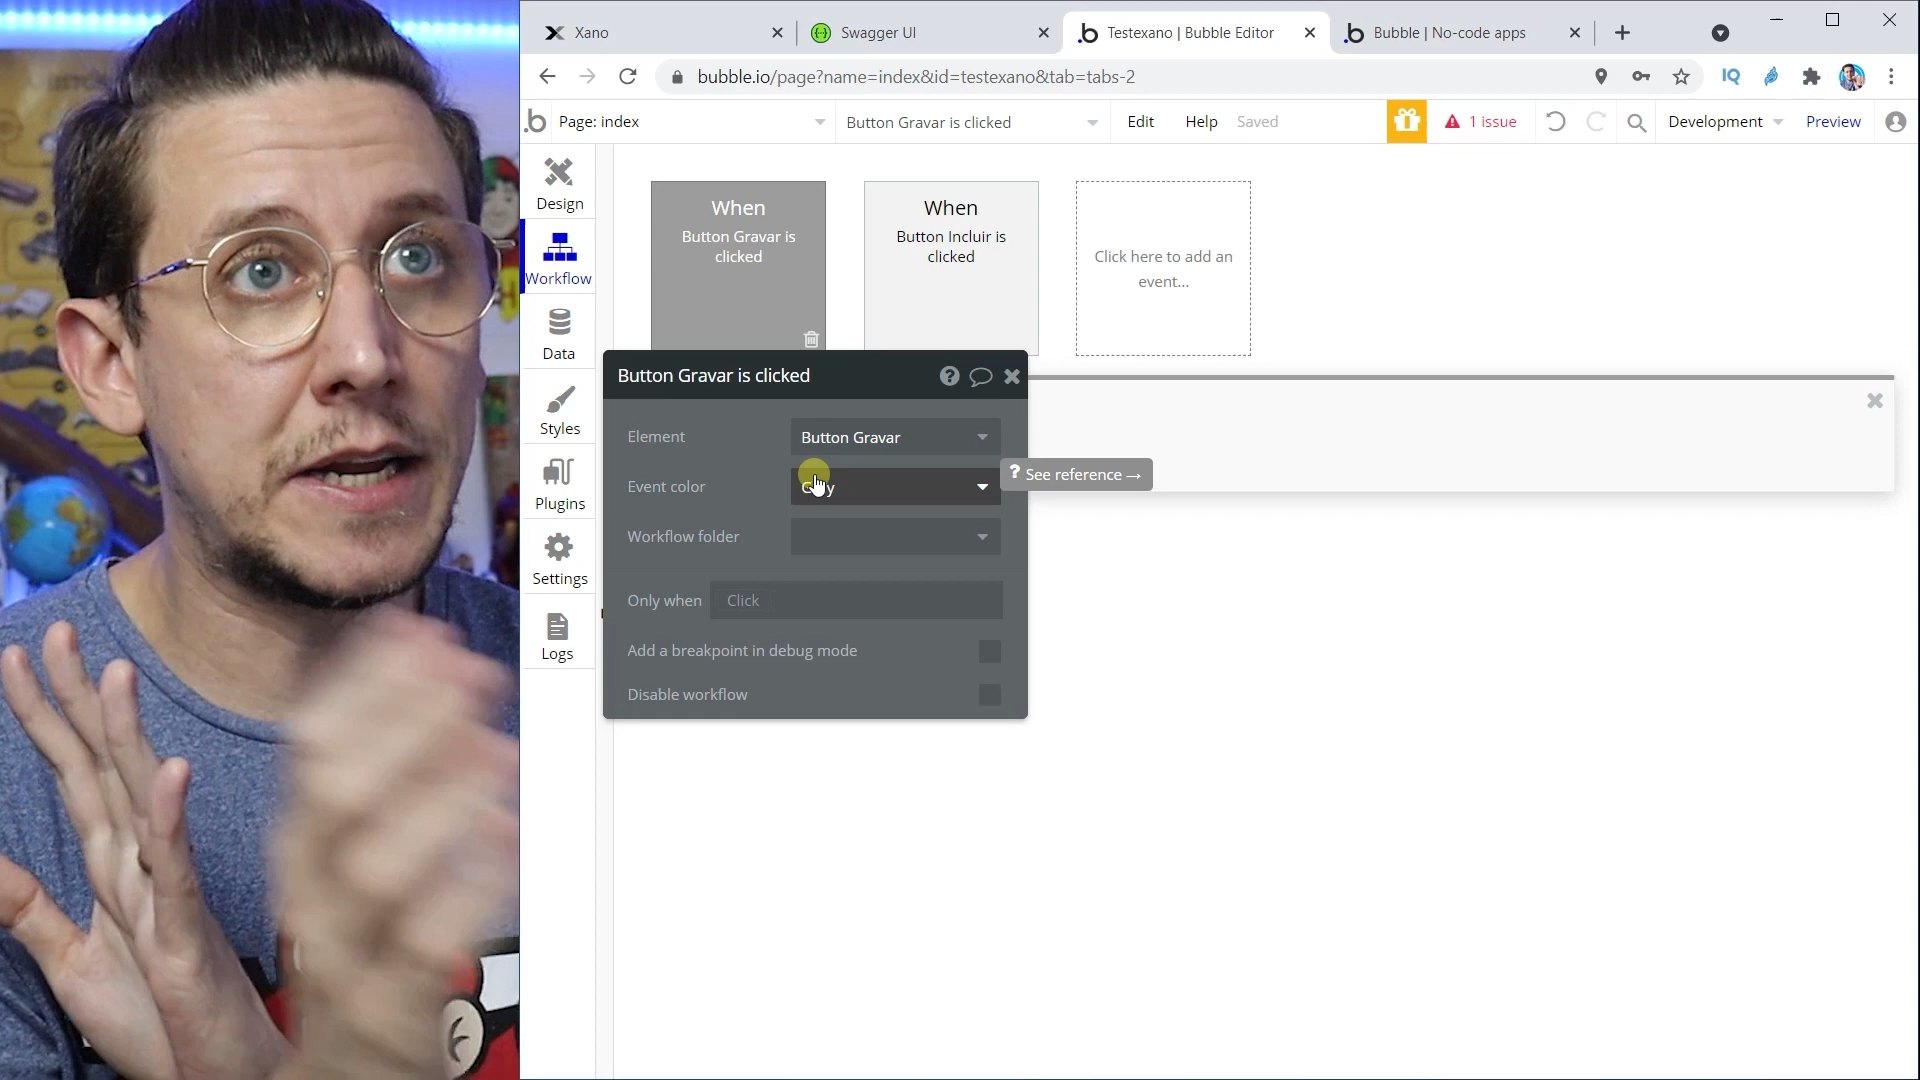 Xano
Swagger UI
Testexano | Bubble Editor
Bubble | No-code apps
bubble.io/page?name=index&id=testexano&tab=tabs-2
IQ
Page: index
Button Gravar is clicked
Edit
Help
Saved
1 issue
Development
Preview
Design
Workflow
Data
Styles
Plugins
Settings
Logs
When
Button Gravar is
clicked
When
Button Incluir is
clicked
Click here to add an
event...
Button Gravar is clicked
Element
Button Gravar
Event color
? See reference →
Workflow folder
Only when
Click
Add a breakpoint in debug mode
Disable workflow